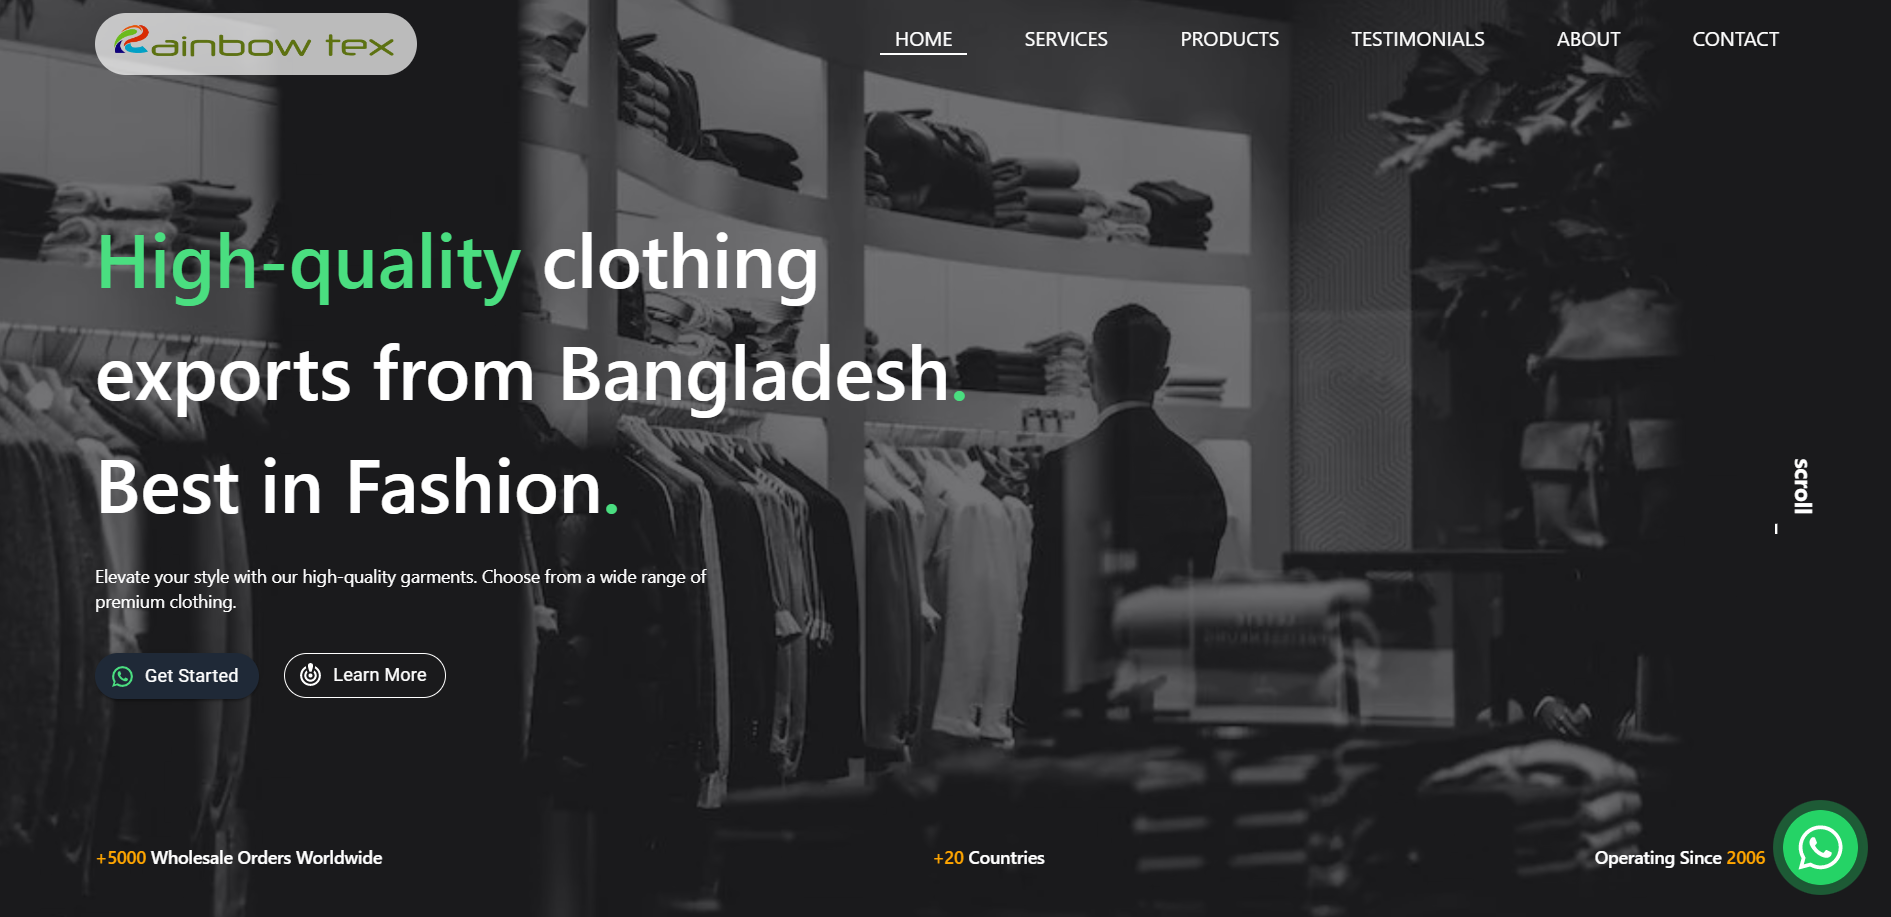 Rainbow tex
HOME SERVICES PRODUCTS TESTIMONIALS ABOUT CONTACT
High-quality clothing
exports from Bangladesh.
Best in Fashion.
scroll
Elevate your style with our high-quality garments. Choose from a wide range of
premium clothing.
Get Started Learn More
+5000 Wholesale Orders Worldwide +20 Countries Operating Since 2006